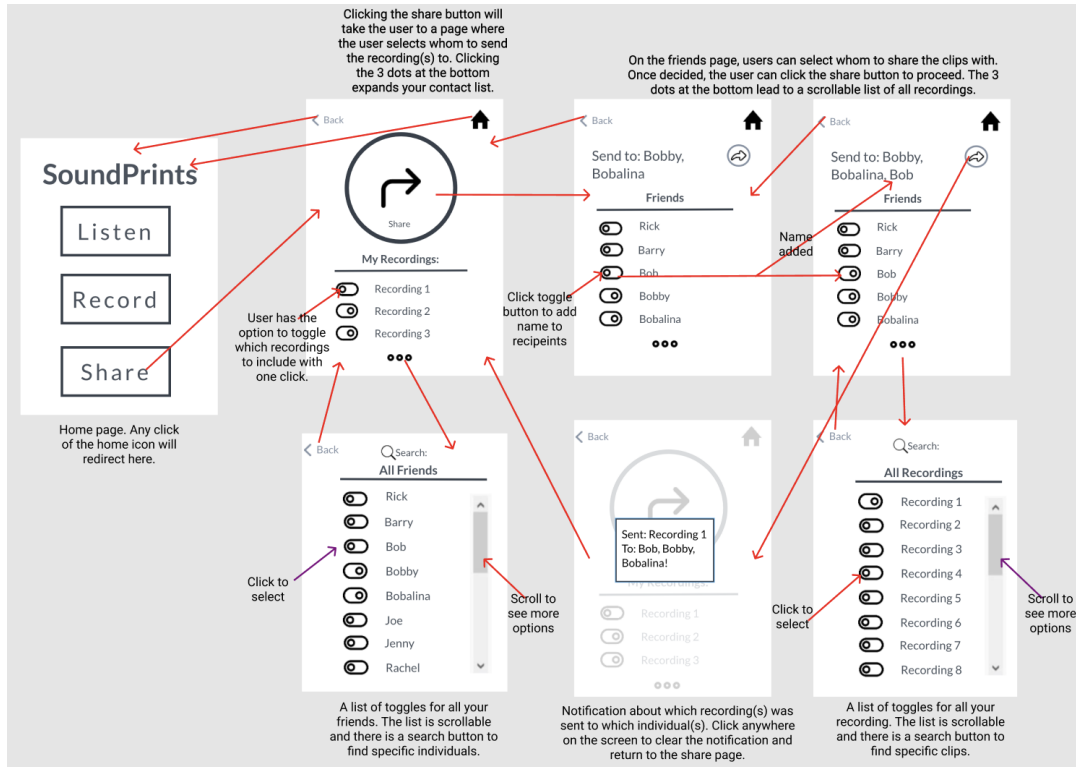 Clicking the share button will
take the user to a page where
the user selects whom to send
the recording(s) to. Clicking
the 3 dots at the bottom
expands your contact list.
On the friends page, users can select whom to share the clips with.
Once decided, the user can click the share button to proceed. The 3
dots at the bottom lead to a scrollable list of all recordings.
SoundPrints
Listen
Record
Share
Home page. Any click
of the home icon will
redirect here.
Back
Share
My Recordings:
Recording 1
Recording 2
Recording 3
User has the
option to toggle
which recordings
to include with
one click.
Back
Send to: Bobby,
Bobalina
Friends
Rick
Barry
Bob
Bobby
Bobalina
Click toggle
button to add
name to
recipeints
Name
added
Back
Send to: Bobby,
Bobalina, Bob
Friends
Rick
Barry
Bob
Bobby
Bobalina
Back
Search:
All Friends
Rick
Barry
Bob
Bobby
Bobalina
Joe
Jenny
Rachel
Click to
select
Scroll to
see more
options
A list of toggles for all your
friends. The list is scrollable
and there is a search button to
find specific individuals.
Back
Sent: Recording 1
To: Bob, Bobby,
Bobalina!
My Recordings:
Recording 1
Recording 2
Recording 3
Notification about which recording(s) was
sent to which individual(s). Click anywhere
on the screen to clear the notification and
return to the share page.
Back
Search:
All Recordings
Recording 1
Recording 2
Recording 3
Recording 4
Recording 5
Recording 6
Recording 7
Recording 8
Click to
select
Scroll to
see more
options
A list of toggles for all your
recording. The list is scrollable
and there is a search button to
find specific clips.